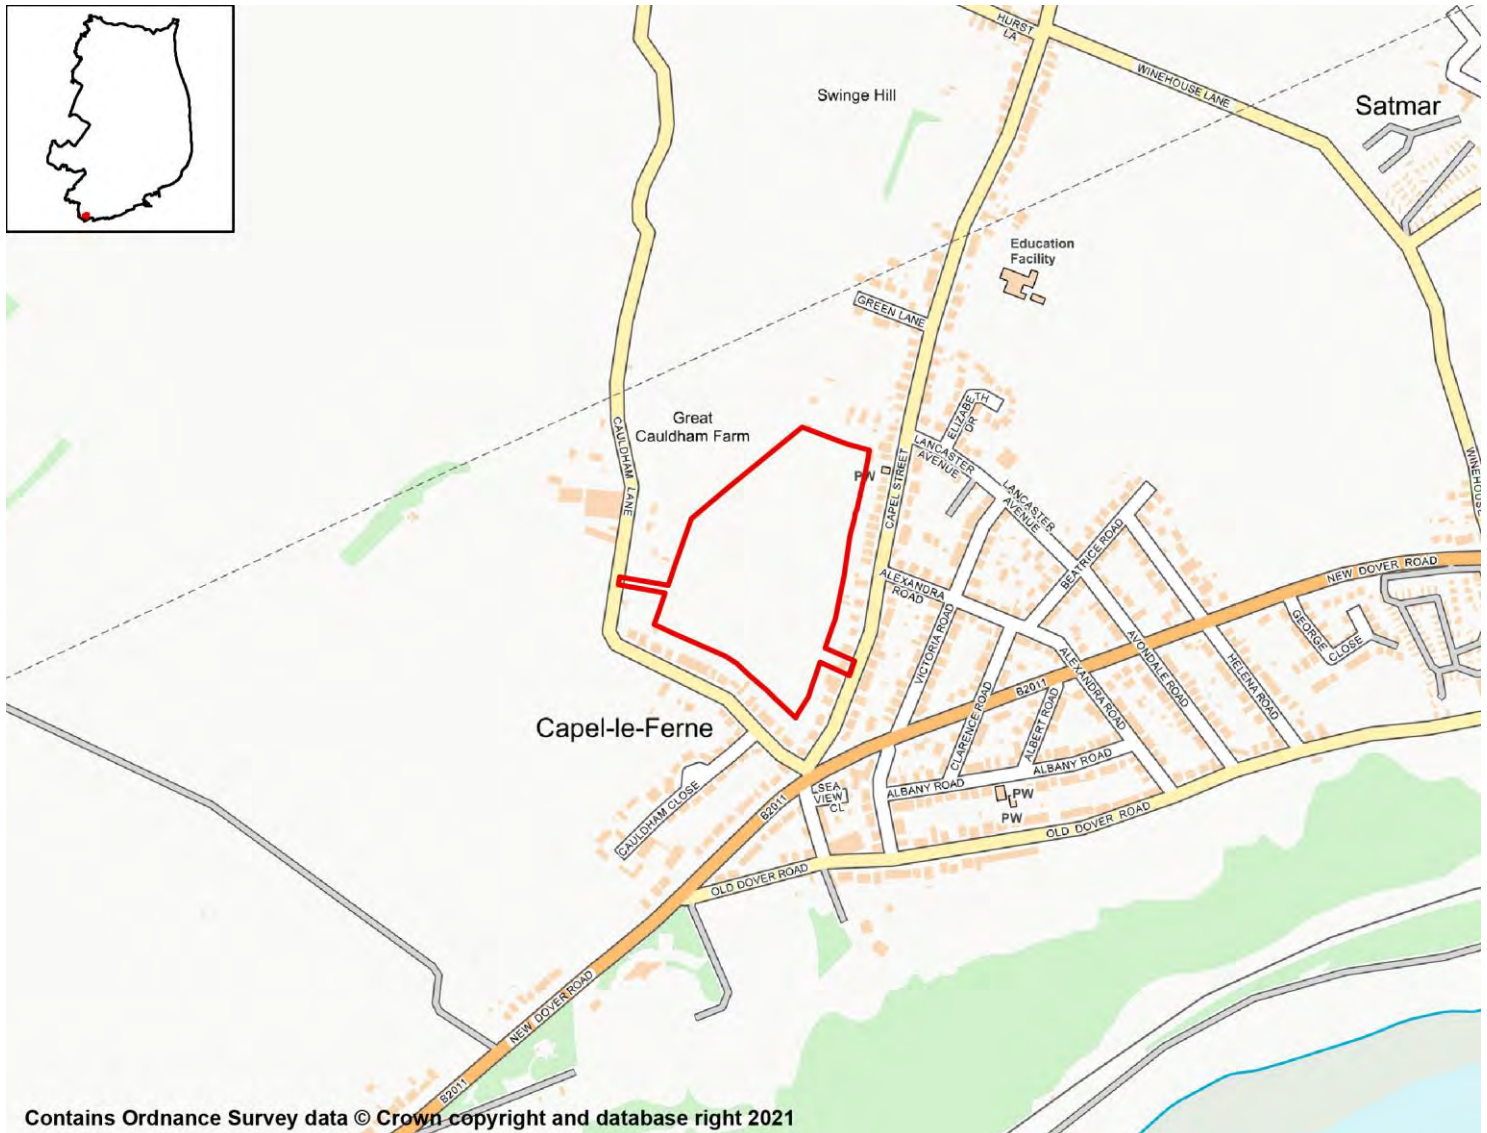 HURST
LA
WINEHOUSE LANE
Swinge Hill
Satmar
Education
Facility
GREEN LANE
ELIZABETH
DR
Great
Cauldham Farm
CAULDHAM LANE
LANCASTER
AVENUE
PW
CAPEL STREET
LANCASTER
AVENUE
WINEHOUSE
BEATRICE ROAD
NEW DOVER ROAD
ALEXANDRA
ROAD
VICTORIA ROAD
GEORGE
CLOSE
AVONDALE ROAD
HELENA ROAD
ALEXANDRA ROAD
B2011
CLARENCE ROAD
ALBERT ROAD
Capel-le-Ferne
ALBANY ROAD
ALBANY ROAD
SEA
VIEW
CL
PW
PW
B2011
CAULDHAM CLOSE
OLD DOVER ROAD
OLD DOVER ROAD
NEW DOVER ROAD
B2011
Contains Ordnance Survey data © Crown copyright and database right 2021